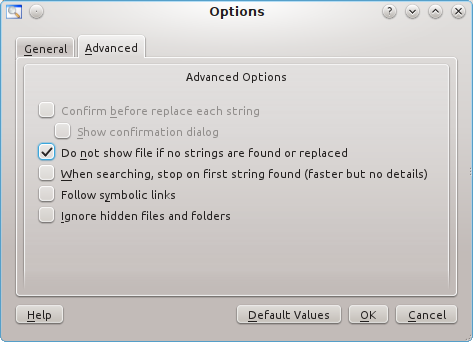 Options
General Advanced
Advanced Options
Confirm before replace each string
Show confirmation dialog
Do not show file if no strings are found or replaced
When searching, stop on first string found (faster but no details)
Follow symbolic links
Ignore hidden files and folders
Help Default Values OK Cancel